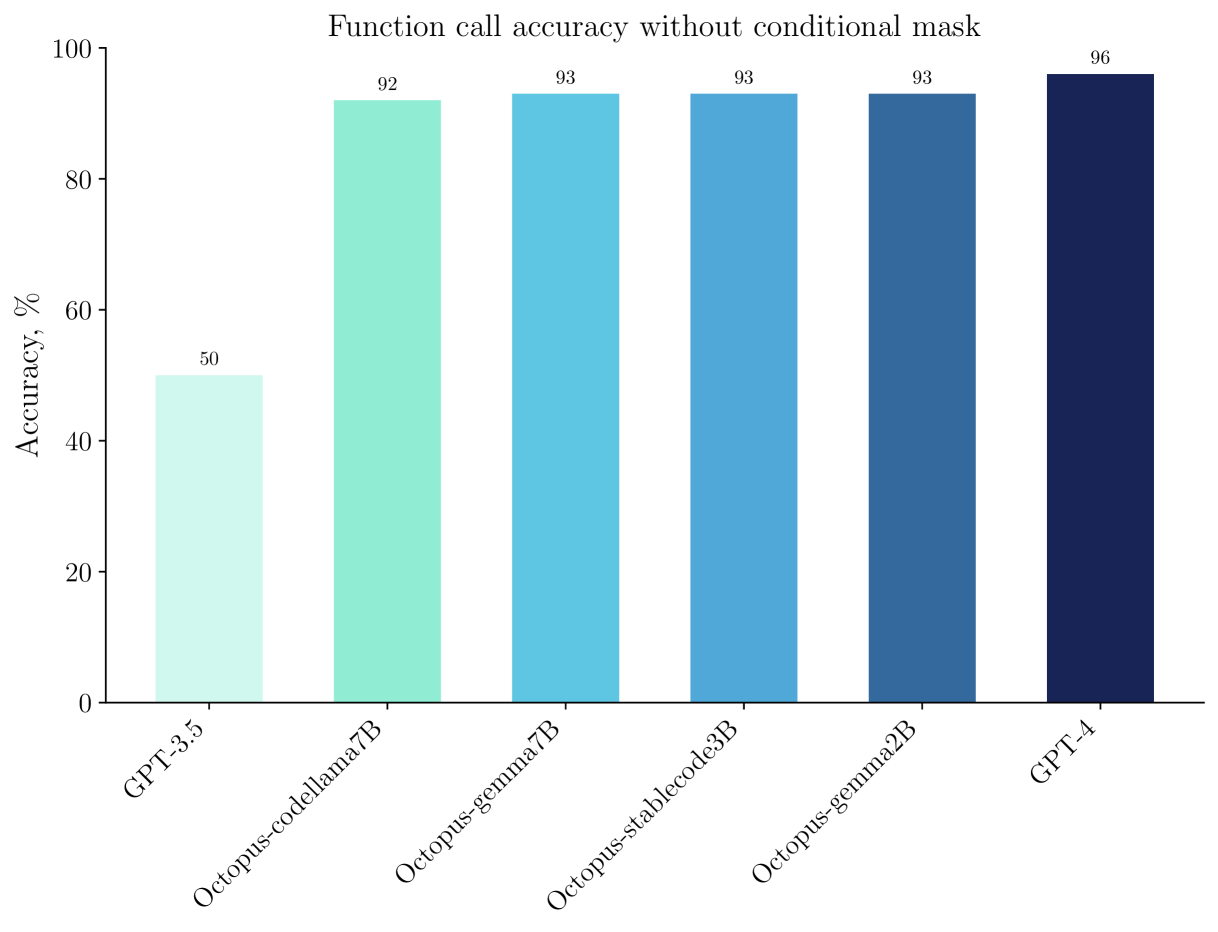 Function call accuracy without conditional mask
Accuracy, %
100
80
60
40
20
0
50
92
93
93
93
96
GPT-3.5
Octopus-codellama7B
Octopus-gemma7B
Octopus-stablecode3B
Octopus-gemma2B
GPT-4